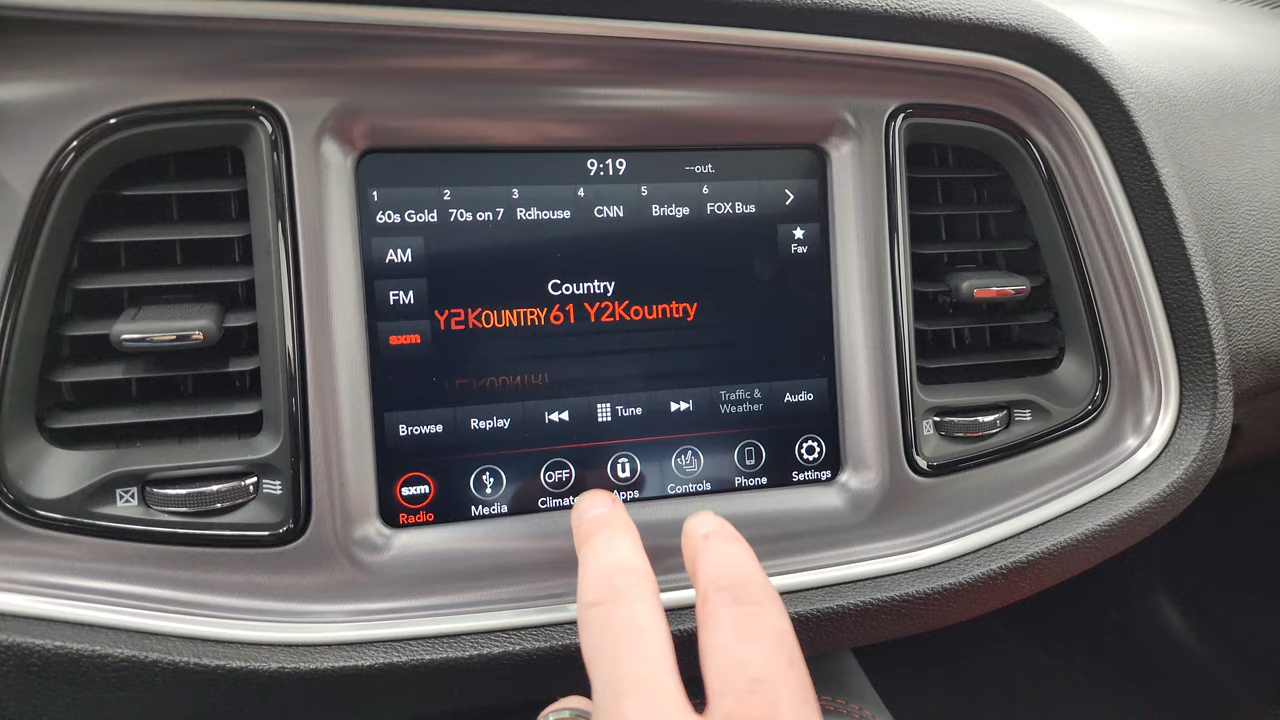 9:19 --out.
1 2 3 4 5 6
60s Gold 70s on 7 Rdhouse CNN Bridge FOX Bus
AM
Fav
Country
FM
Y2KOUNTRY 61 Y2Kountry
sxm
Browse Replay Tune Traffic & Weather Audio
sxm OFF
Radio Media Climate Apps Controls Phone Settings